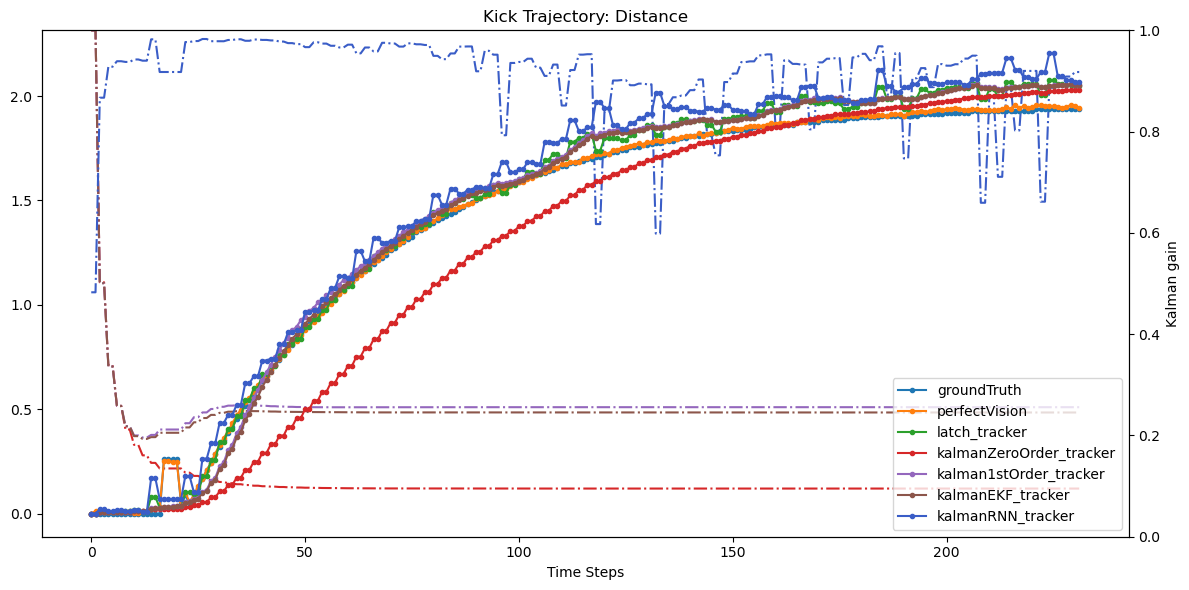 Kick Trajectory: Distance
2.0
1.5
1.0
0.5
0.0
1.0
0.8
0.6
0.4
0.2
0.0
Kalman gain
groundTruth
perfectVision
latch_tracker
kalmanZeroOrder_tracker
kalman1stOrder_tracker
kalmanEKF_tracker
kalmanRNN_tracker
0
50
100
150
200
Time Steps